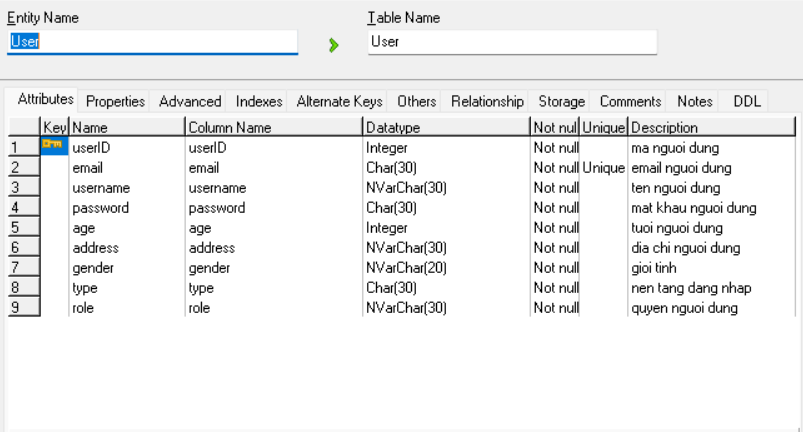 Entity Name Table Name
User User
Attributes Properties Advanced Indexes Alternate Keys Others Relationship Storage Comments Notes DDL
Key Name Column Name Datatype Not nul Unique Description
1 userID userID Integer Not null ma nguoi dung
2 email email Char(30) Not null Unique email nguoi dung
3 username username NVarChar(30) Not null ten nguoi dung
4 password password Char(30) Not null mat khau nguoi dung
5 age age Integer Not null tuoi nguoi dung
6 address address NVarChar(30) Not null dia chi nguoi dung
7 gender gender NVarChar(20) Not null gioi tinh
8 type type Char(30) Not null nen tang dang nhap
9 role role NVarChar(30) Not null quyen nguoi dung